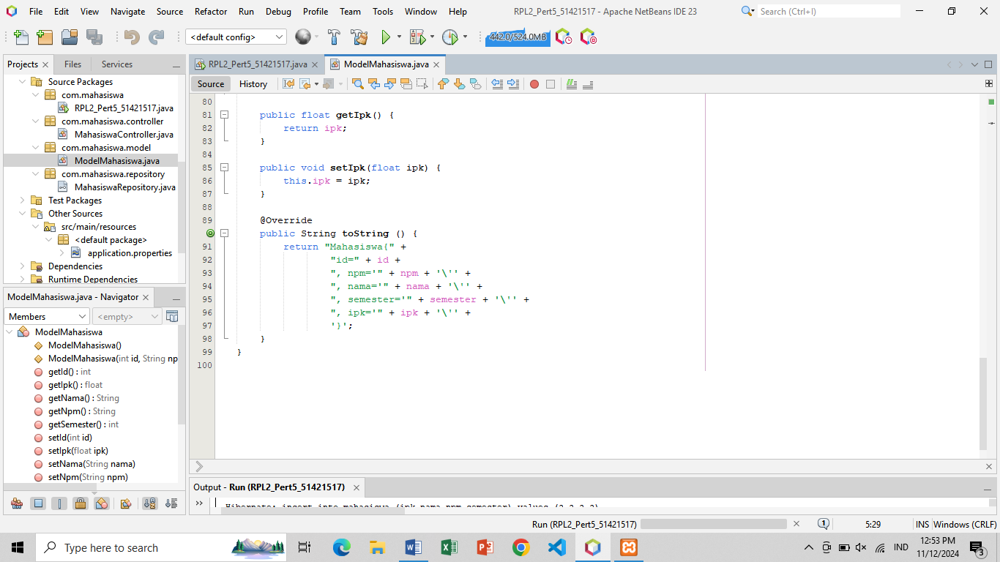 File Edit View Navigate Source Refactor Run Debug Profile Team Tools Window Help RPL2_Pert5_51421517 - Apache NetBeans IDE 23 Search (Ctrl+I)
<default config> 442.0/524.0MB
Projects Files Services
Source Packages
com.mahasiswa
RPL2_Pert5_51421517.java
com.mahasiswa.controller
MahasiswaController.java
com.mahasiswa.model
ModelMahasiswa.java
com.mahasiswa.repository
MahasiswaRepository.java
Test Packages
Other Sources
src/main/resources
<default package>
application.properties
Dependencies
Runtime Dependencies
ModelMahasiswa.java - Navigator
Members <empty>
ModelMahasiswa
ModelMahasiswa()
ModelMahasiswa(int id, String np
getId() : int
getIpk() : float
getNama() : String
getNpm() : String
getSemester() : int
setId(int id)
setIpk(float ipk)
setNama(String nama)
setNpm(String npm)
RPL2_Pert5_51421517.java ModelMahasiswa.java
Source History
80
81 public float getIpk() {
82 return ipk;
83 }
84
85 public void setIpk(float ipk) {
86 this.ipk = ipk;
87 }
88
89 @Override
public String toString () {
91 return "Mahasiswa{" +
92 "id=" + id +
93 ", npm='" + npm + '\'' +
94 ", nama='" + nama + '\'' +
95 ", semester='" + semester + '\'' +
96 ", ipk='" + ipk + '\'' +
97 '}';
98 }
99 }
100
Output - Run (RPL2_Pert5_51421517)
Hibernate: insert into mahasiswa (ipk,nama,npm,semester) values (?,?,?,?)
Run (RPL2_Pert5_51421517) 1 5:29 INS Windows (CRLF)
Type here to search IND 12:53 PM
11/12/2024 3